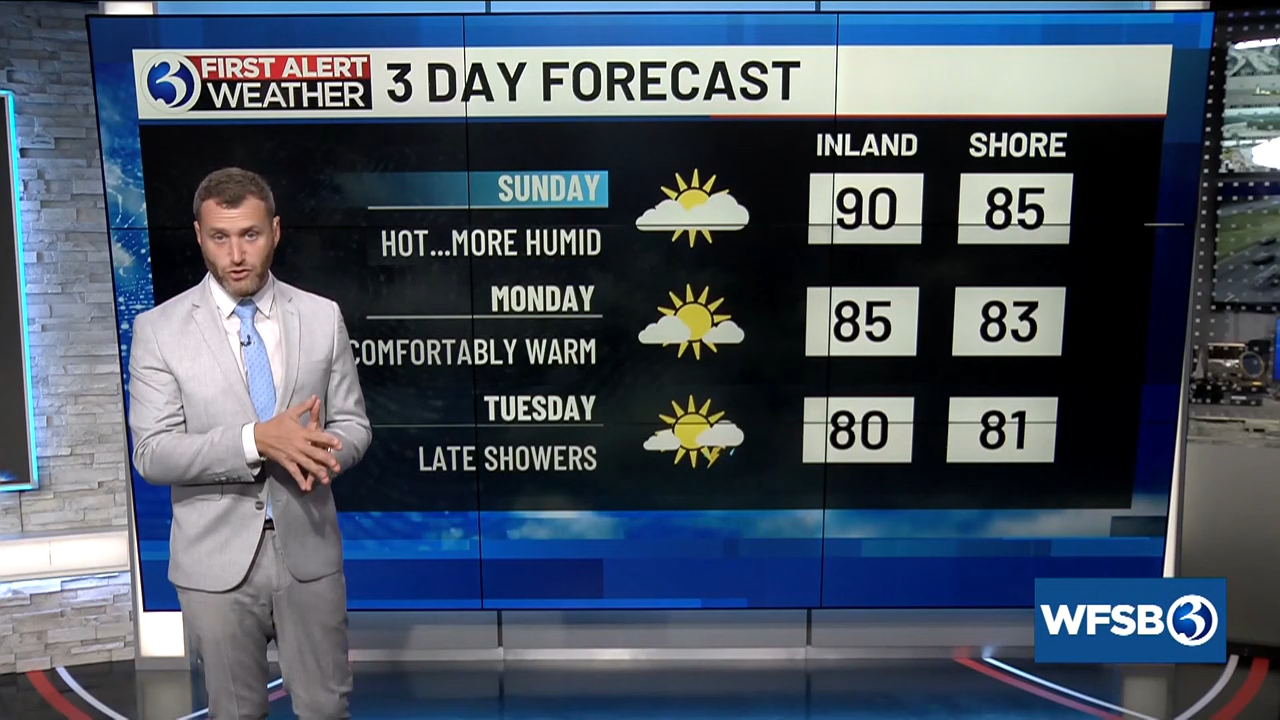 3 FIRST ALERT WEATHER 3 DAY FORECAST
INLAND SHORE
SUNDAY
HOT...MORE HUMID
90 85
MONDAY
COMFORTABLY WARM
85 83
TUESDAY
LATE SHOWERS
80 81
WFSB 3